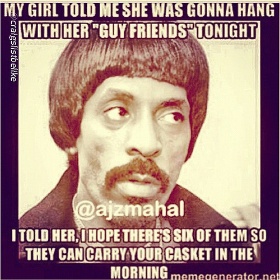 MY GIRL TOLD ME SHE WAS GONNA HANG
WITH HER "GUY FRIENDS" TONIGHT
craigslistbelike
@ajzmahal
I TOLD HER, I HOPE THERE'S SIX OF THEM SO
THEY CAN CARRY YOUR CASKET IN THE
MORNING
memegenerator.net